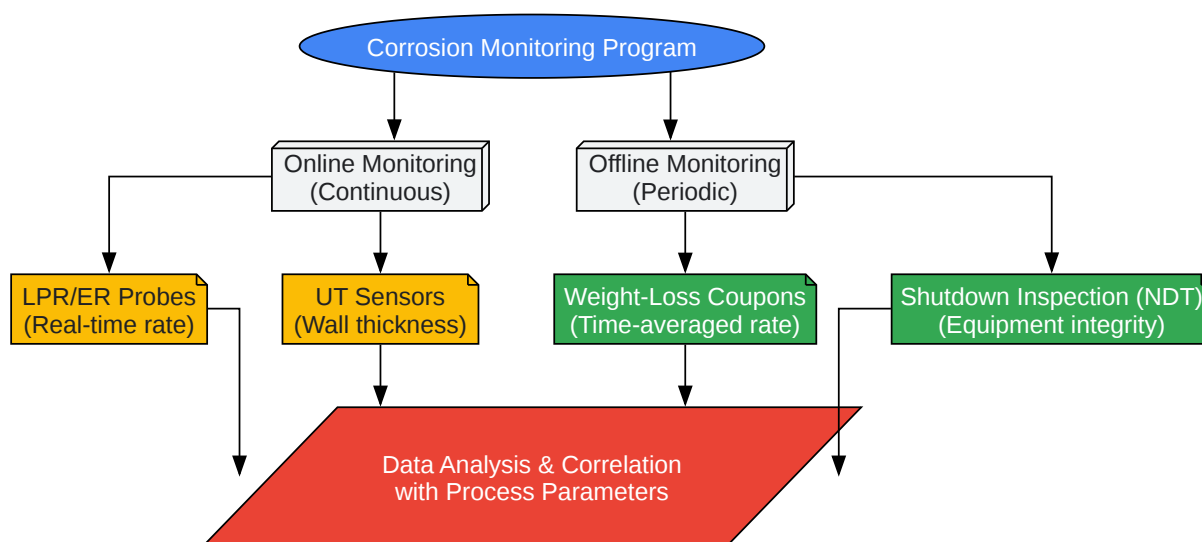 Corrosion Monitoring Program
Online Monitoring
(Continuous)
Offline Monitoring
(Periodic)
LPR/ER Probes
(Real-time rate)
UT Sensors
(Wall thickness)
Weight-Loss Coupons
(Time-averaged rate)
Shutdown Inspection (NDT)
(Equipment integrity)
Data Analysis & Correlation
with Process Parameters